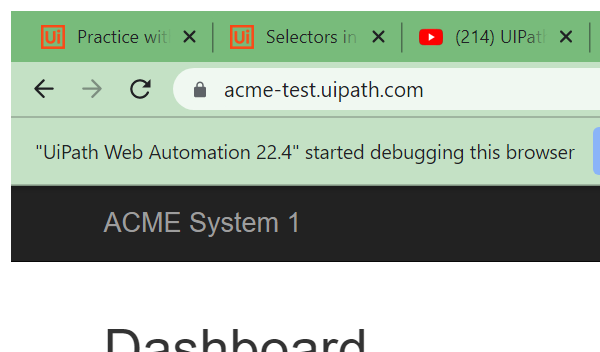 Ui Practice with Ui Selectors in (214) UIPat
acme-test.uipath.com
"UiPath Web Automation 22.4" started debugging this browser
ACME System 1
Dashboard